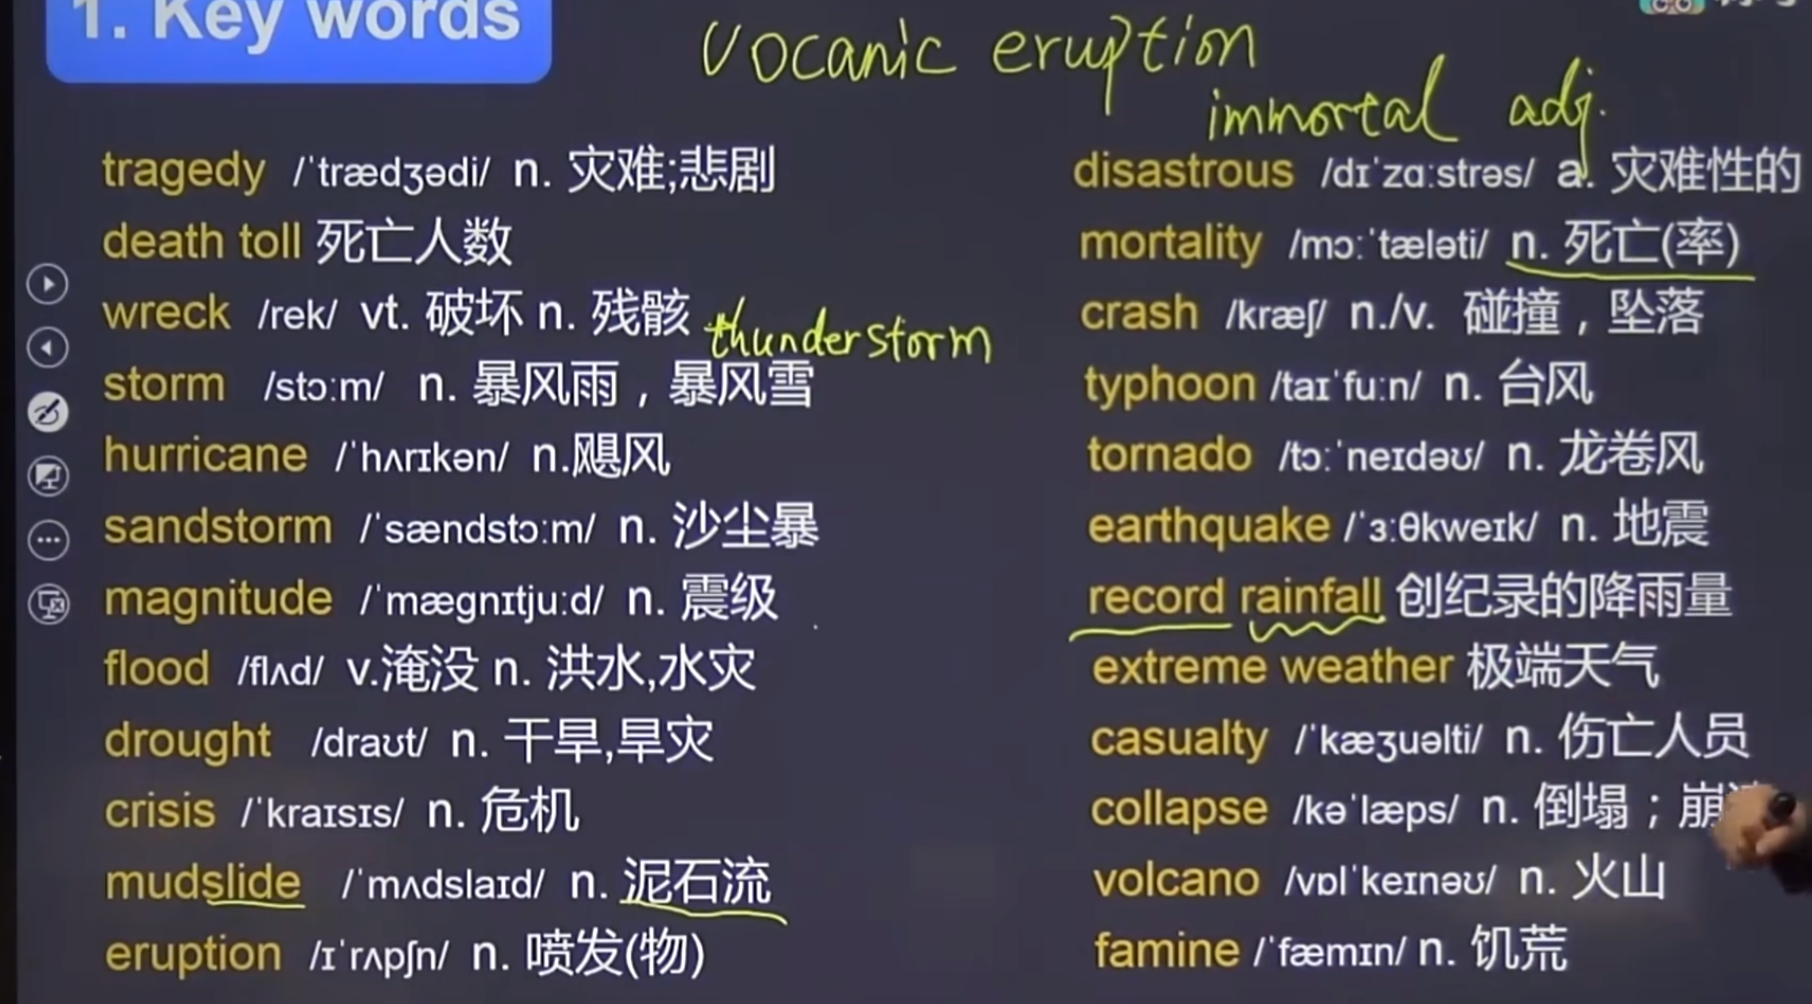 1. Key words
vocanic eruption
immortal adj.
tragedy /ˈtrædʒədi/ n. 灾难;悲剧
death toll 死亡人数
wreck /rek/ vt. 破坏 n. 残骸
thunderstorm
storm /stɔːm/ n. 暴风雨，暴风雪
hurricane /ˈhʌrɪkən/ n.飓风
sandstorm /ˈsændstɔːm/ n. 沙尘暴
magnitude /ˈmægnɪtjuːd/ n. 震级
flood /flʌd/ v.淹没 n. 洪水,水灾
drought /draʊt/ n. 干旱,旱灾
crisis /ˈkraɪsɪs/ n. 危机
mudslide /ˈmʌdslaɪd/ n. 泥石流
eruption /ɪˈrʌpʃn/ n. 喷发(物)
disastrous /dɪˈzɑːstrəs/ a. 灾难性的
mortality /mɔːˈtæləti/ n. 死亡(率)
crash /kræʃ/ n./v. 碰撞，坠落
typhoon /taɪˈfuːn/ n. 台风
tornado /tɔːˈneɪdəʊ/ n. 龙卷风
earthquake /ˈɜːθkweɪk/ n. 地震
record rainfall 创纪录的降雨量
extreme weather 极端天气
casualty /ˈkæʒuəlti/ n. 伤亡人员
collapse /kəˈlæps/ n. 倒塌；崩
volcano /vɒlˈkeɪnəʊ/ n. 火山
famine /ˈfæmɪn/ n. 饥荒